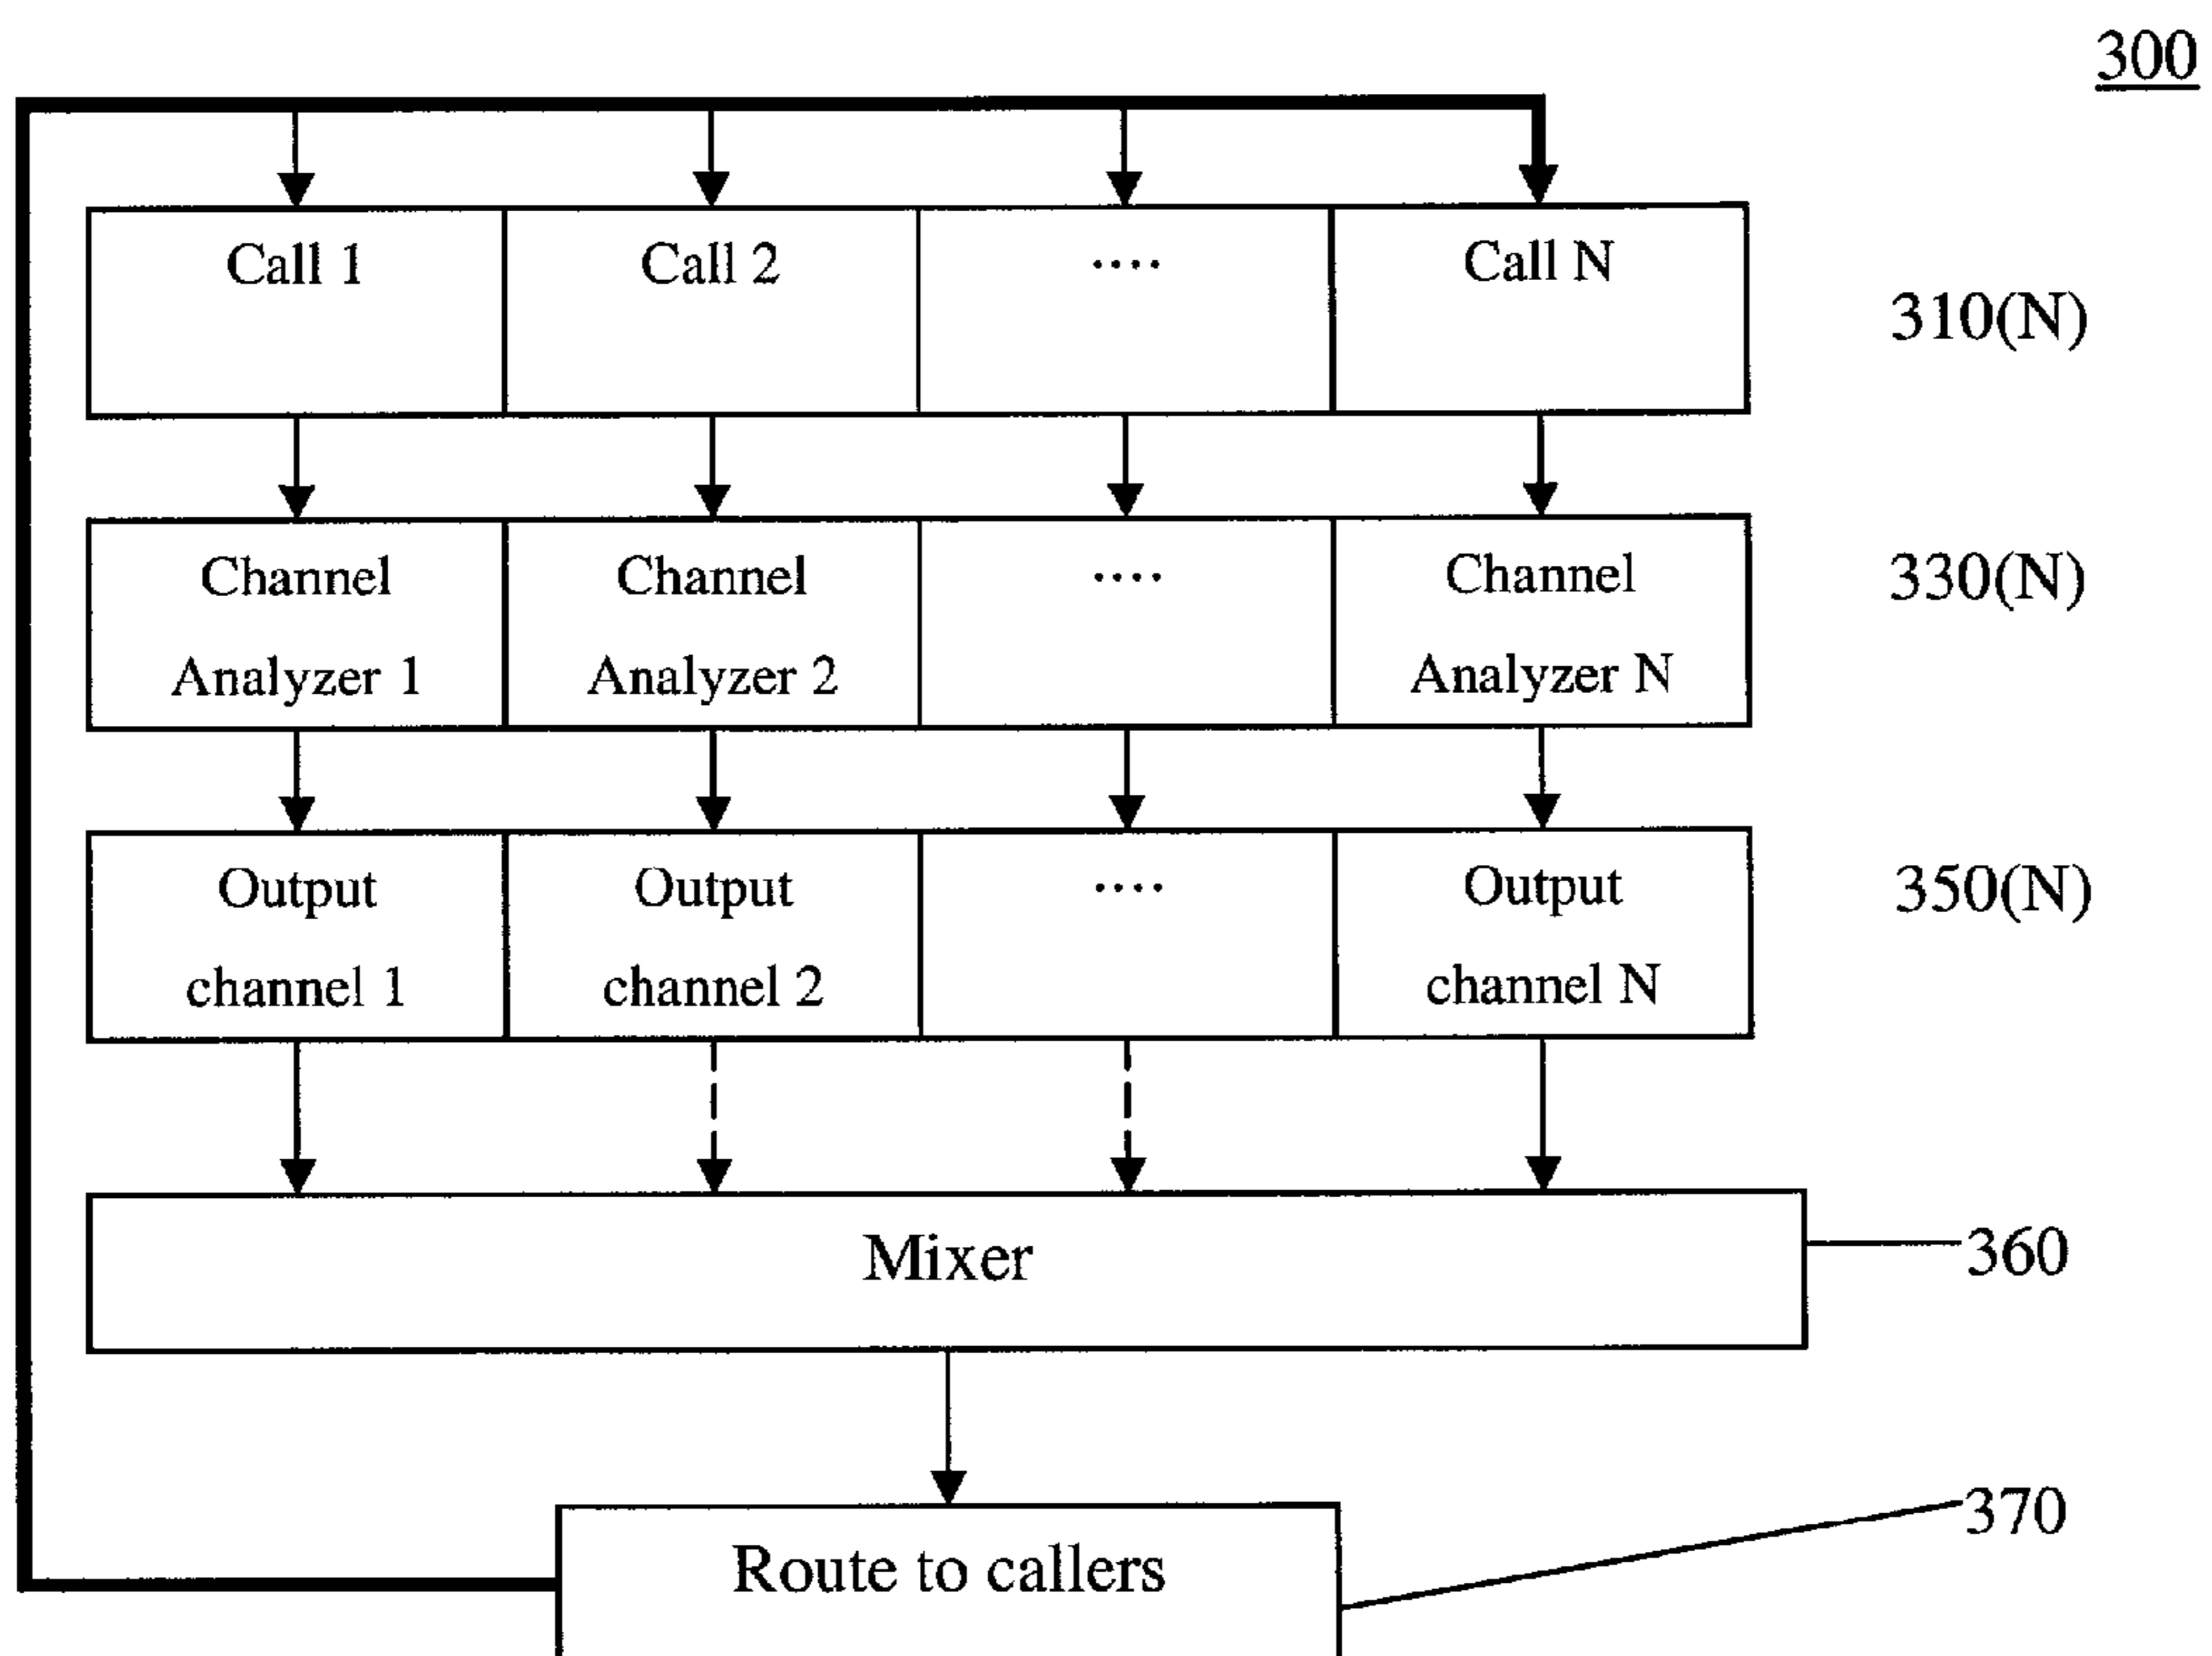 300
Call 1
Call 2
....
Call N
310(N)
Channel
Analyzer 1
Channel
Analyzer 2
....
Channel
Analyzer N
330(N)
Output
channel 1
Output
channel 2
....
Output
channel N
350(N)
Mixer
360
Route to callers
370